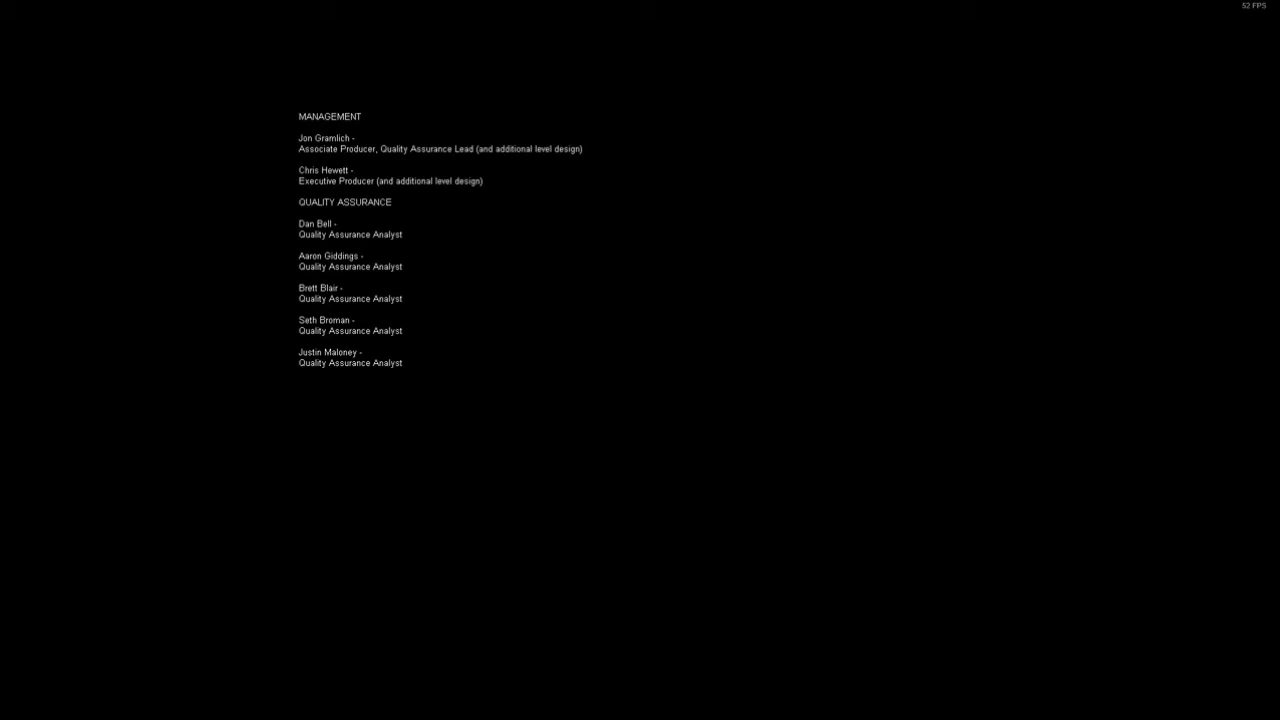 52 FPS
MANAGEMENT
Jon Gramlich -
Associate Producer, Quality Assurance Lead (and additional level design)
Chris Hewett -
Executive Producer (and additional level design)
QUALITY ASSURANCE
Dan Bell -
Quality Assurance Analyst
Aaron Giddings -
Quality Assurance Analyst
Brett Blair -
Quality Assurance Analyst
Seth Broman -
Quality Assurance Analyst
Justin Maloney -
Quality Assurance Analyst